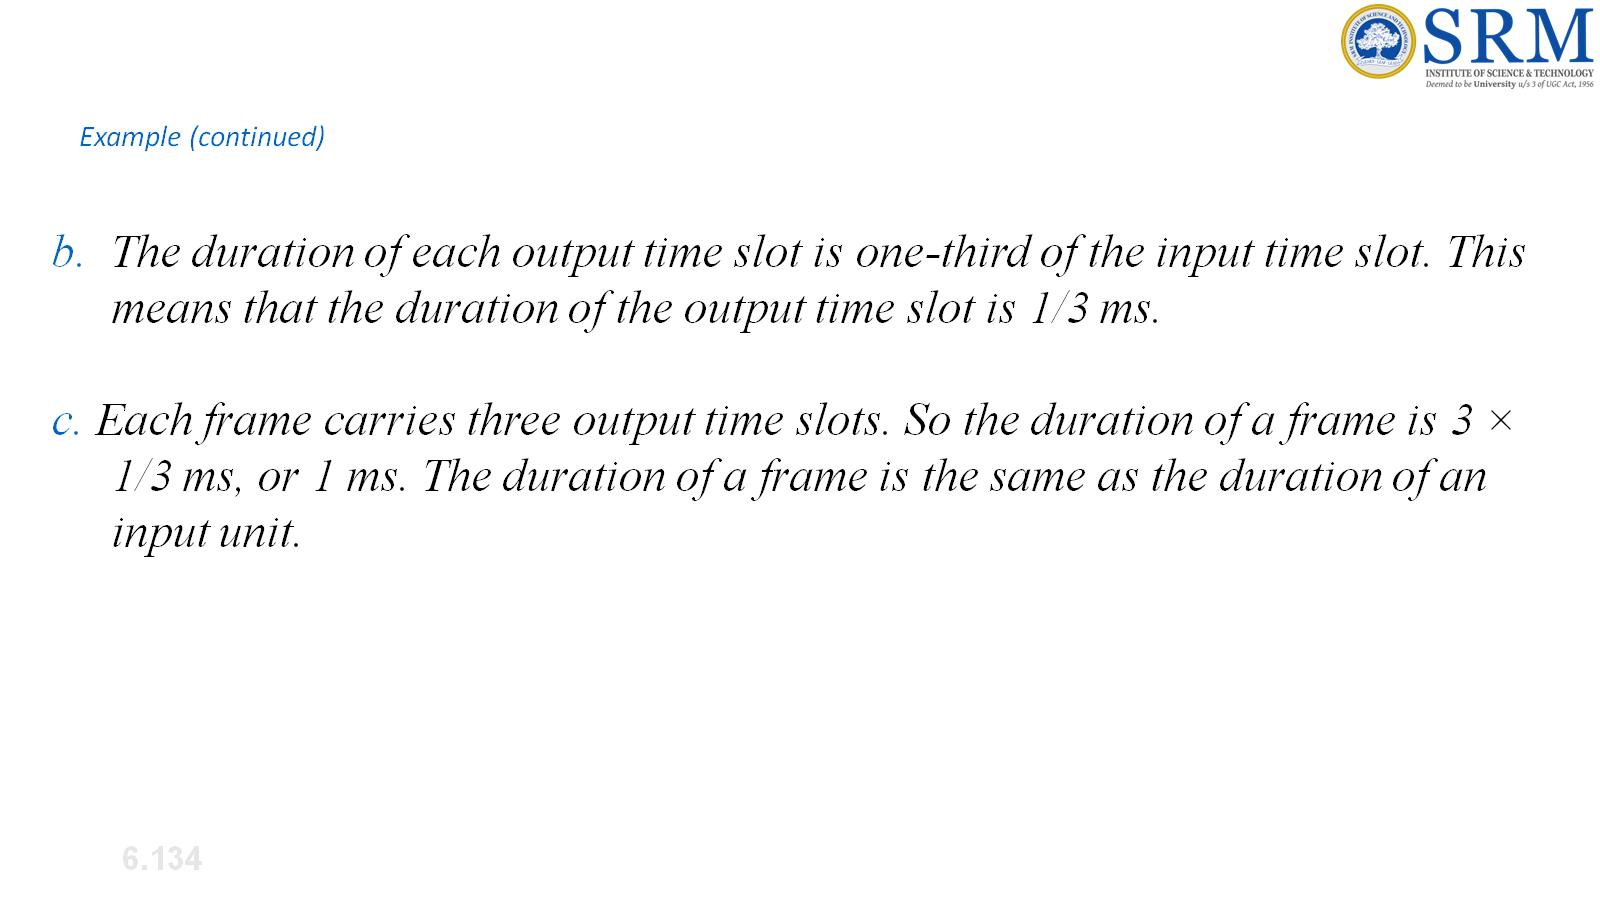 SRM
INSTITUTE OF SCIENCE & TECHNOLOGY
Deemed to be University u/s 3 of UGC Act, 1956
Example (continued)
b. The duration of each output time slot is one-third of the input time slot. This
means that the duration of the output time slot is 1/3 ms.
c. Each frame carries three output time slots. So the duration of a frame is 3 ×
1/3 ms, or 1 ms. The duration of a frame is the same as the duration of an
input unit.
6.134